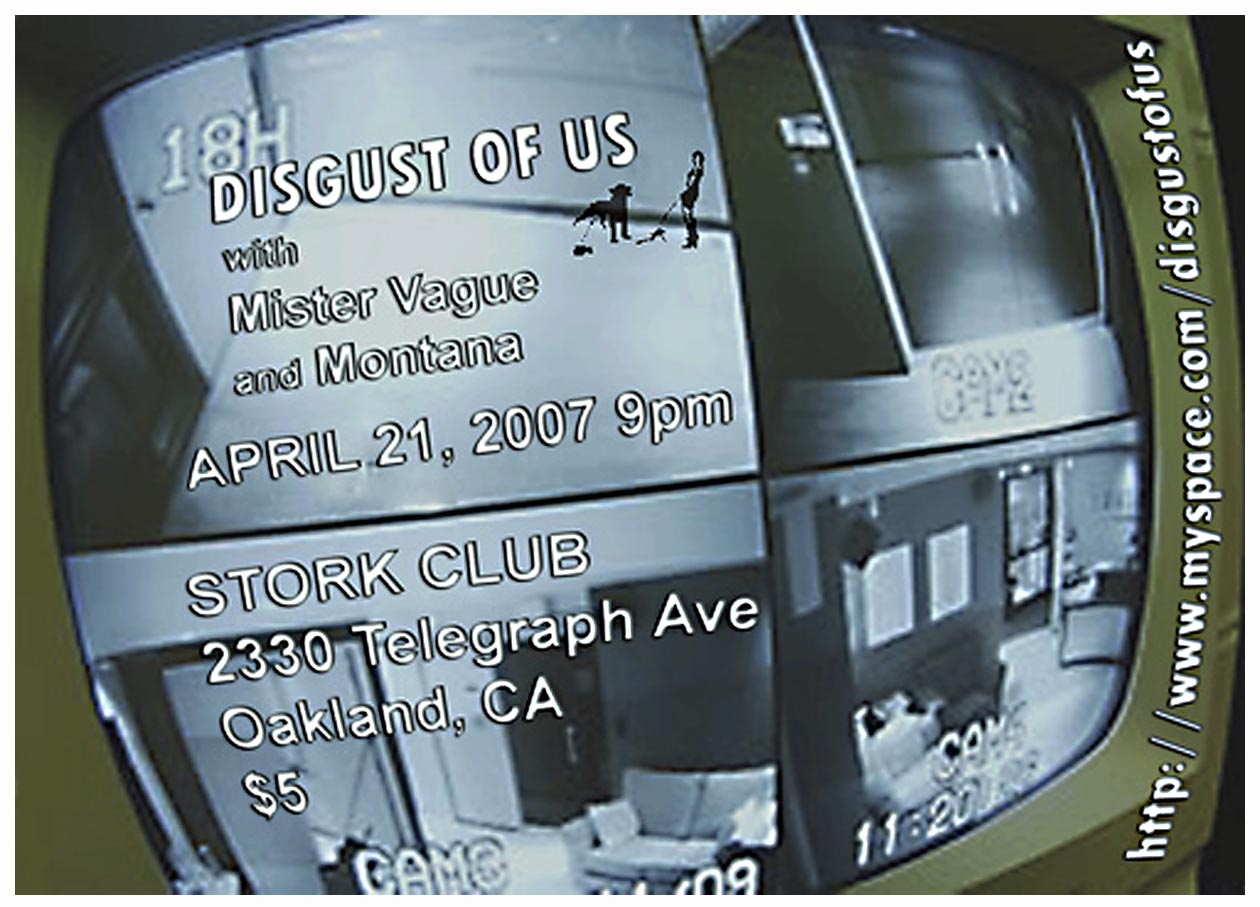 18H
DISGUST OF US
with
Mister Vague
and Montana
APRIL 21, 2007 9pm
STORK CLUB
2330 Telegraph Ave
Oakland, CA
$5
http://www.myspace.com/disgustofus